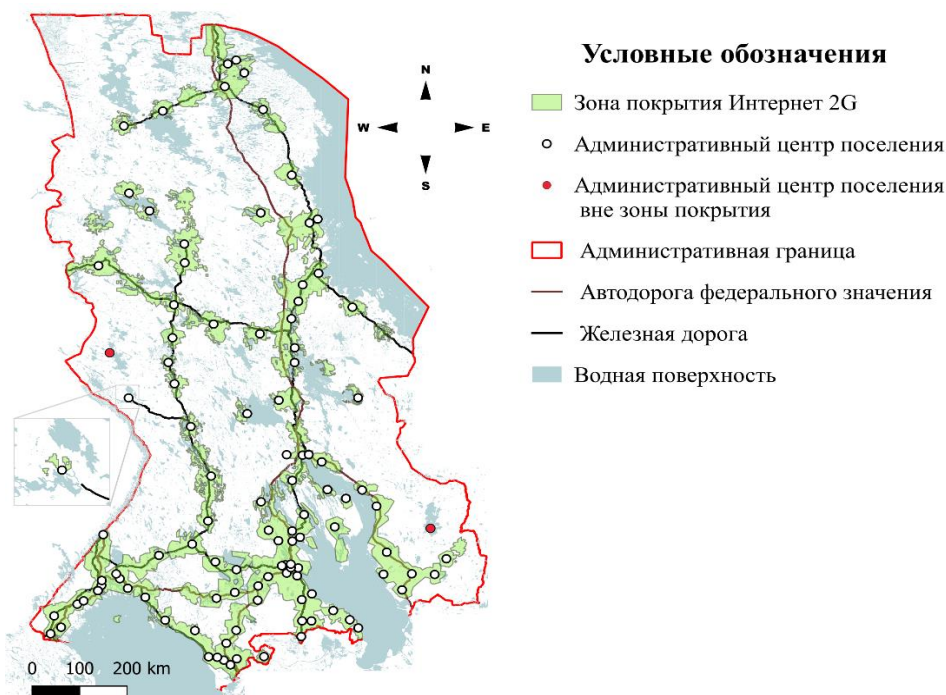 Условные обозначения
Зона покрытия Интернет 2G
Административный центр поселения
Административный центр поселения
вне зоны покрытия
Административная граница
Автодорога федерального значения
Железная дорога
Водная поверхность
N
W E
S
0 100 200 km